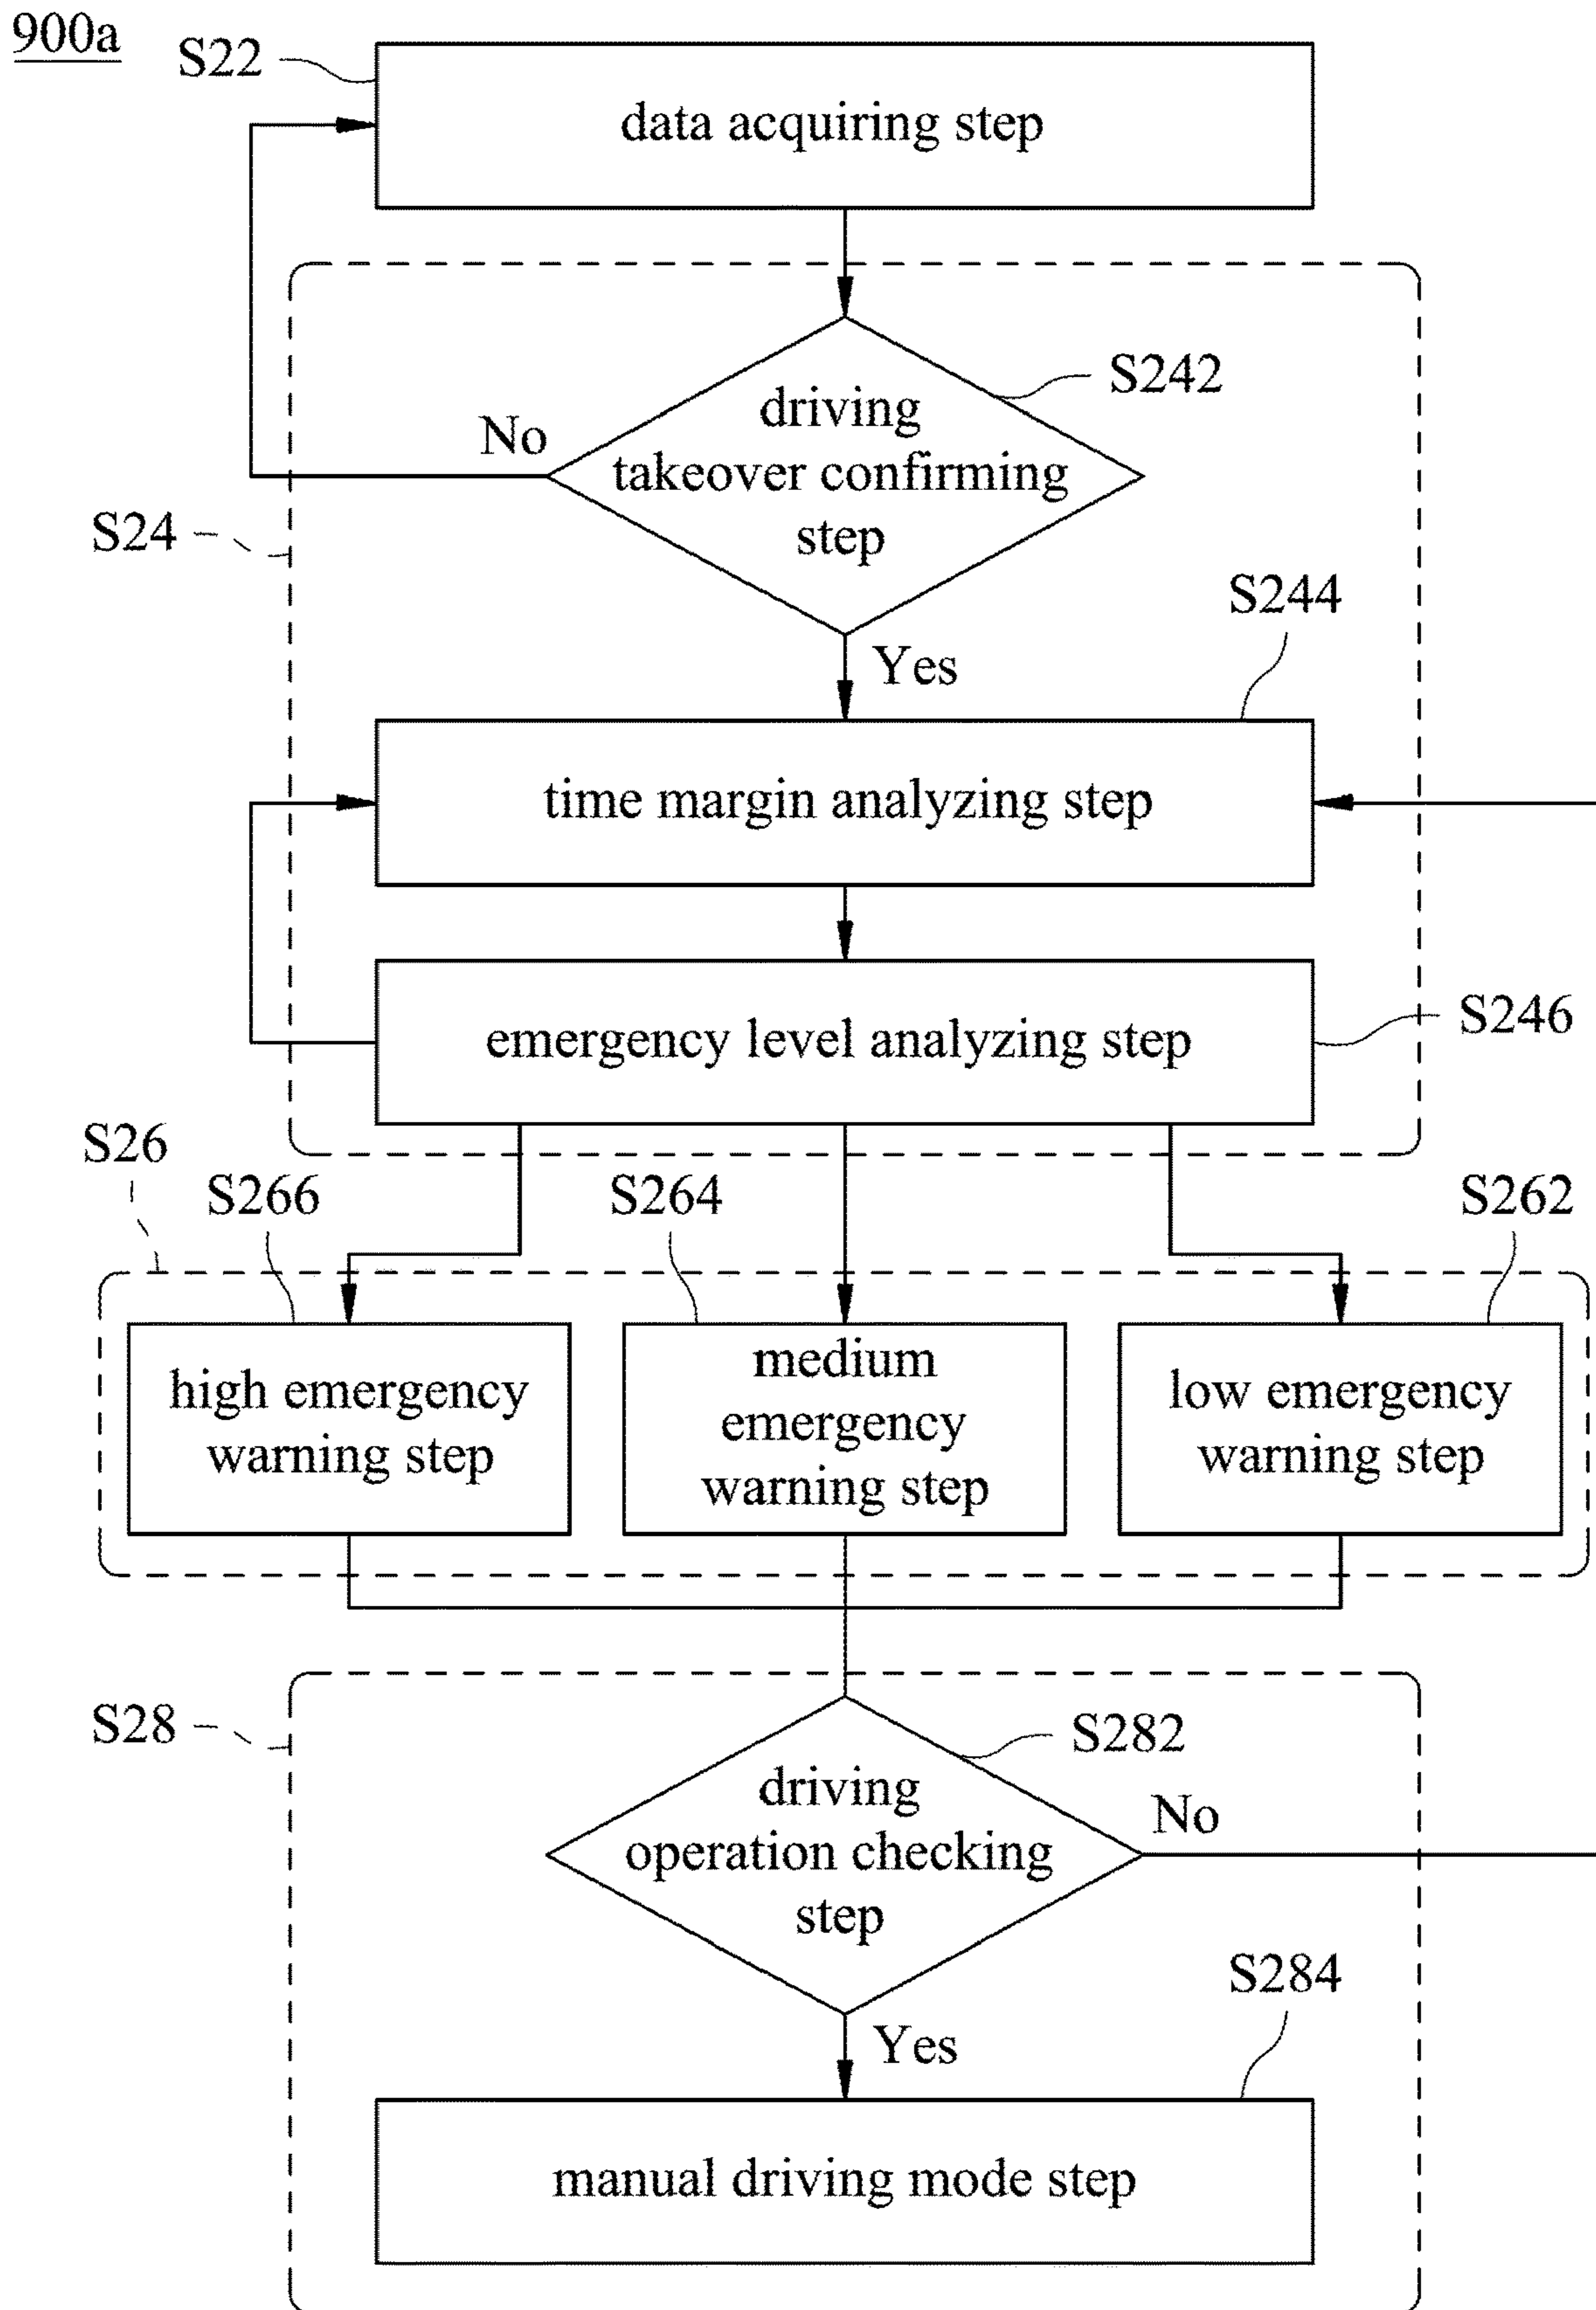 900a
S22
data acquiring step
S242
driving
takeover confirming
step
No
S24
Yes
S244
time margin analyzing step
emergency level analyzing step
S246
S26
S266
S264
S262
high emergency
warning step
medium
emergency
warning step
low emergency
warning step
S28
S282
driving
operation checking
step
No
Yes
S284
manual driving mode step